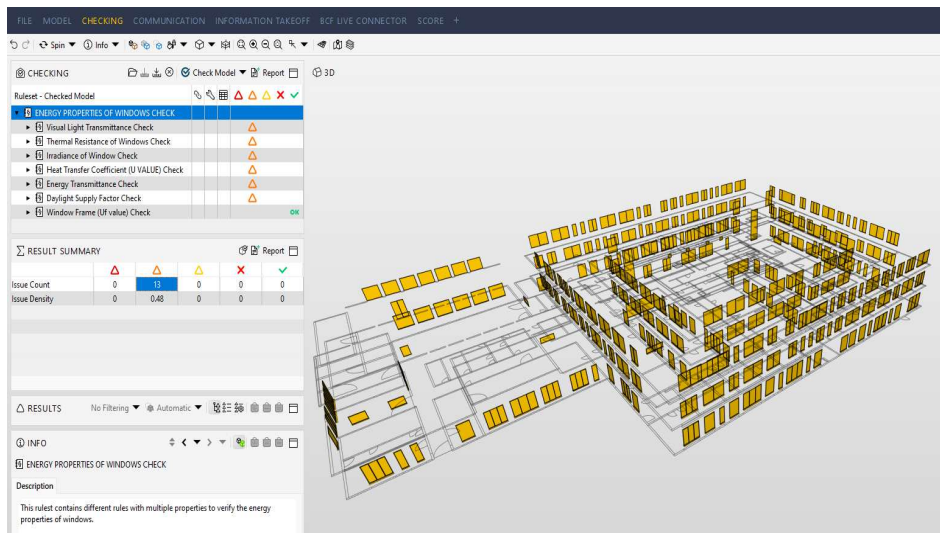 FILE MODEL CHECKING COMMUNICATION INFORMATION TAKEOFF BCF LIVE CONNECTOR SCORE +
Spin Info
CHECKING Check Model Report
3D
Ruleset - Checked Model
ENERGY PROPERTIES OF WINDOWS CHECK
Visual Light Transmittance Check
Thermal Resistance of Windows Check
Irradiance of Window Check
Heat Transfer Coefficient (U VALUE) Check
Energy Transmittance Check
Daylight Supply Factor Check
Window Frame (Uf value) Check OK
RESULT SUMMARY Report
Issue Count 0 13 0 0 0
Issue Density 0 0.48 0 0 0
RESULTS No Filtering Automatic
INFO
ENERGY PROPERTIES OF WINDOWS CHECK
Description
This rulest contains different rules with multiple properties to verify the energy
properties of windows.